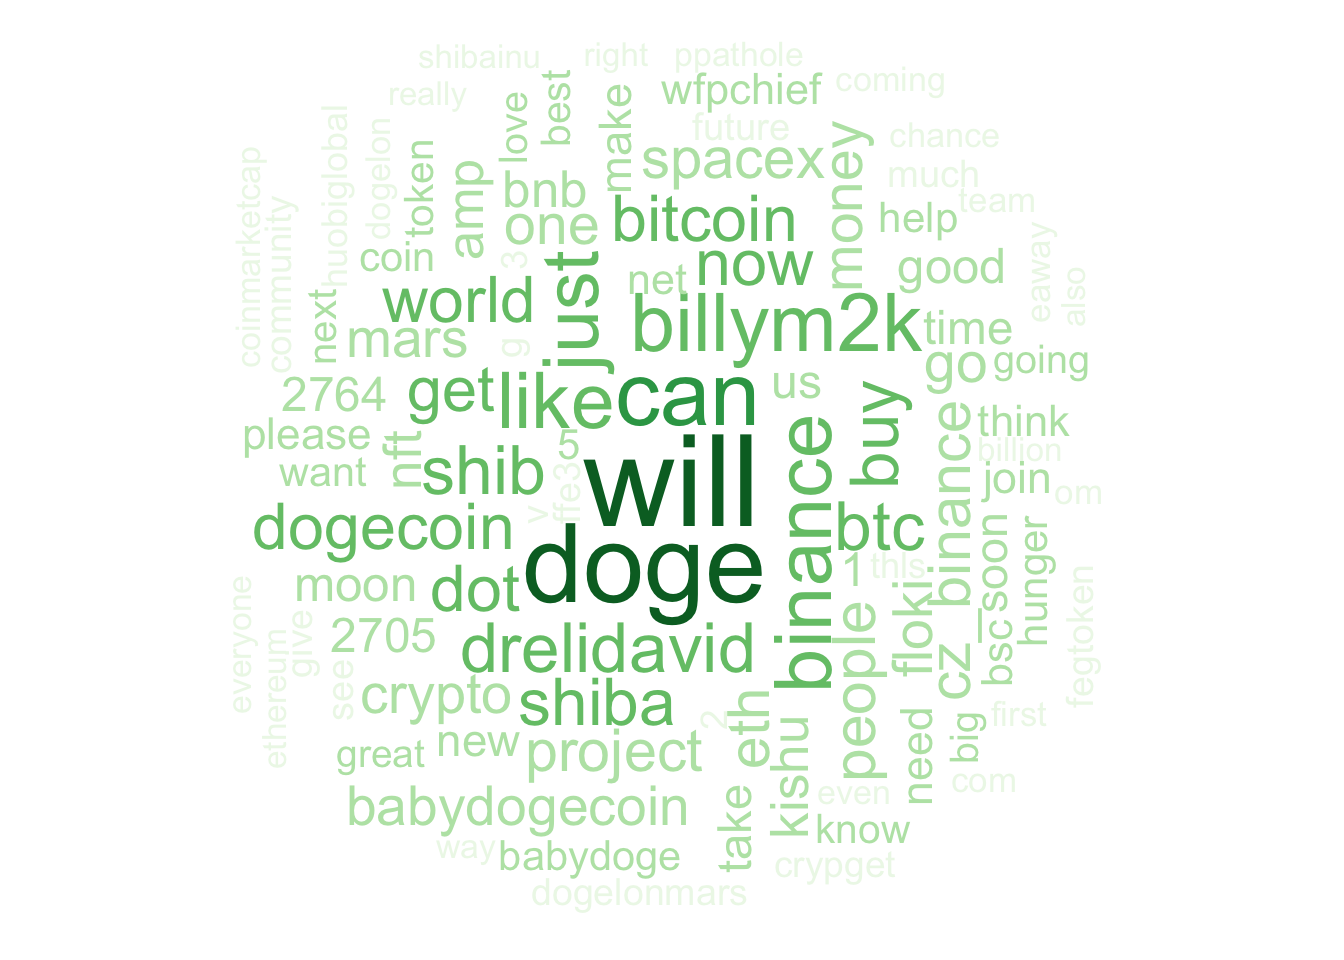 shibainu
right
ppathole
coming
really
love
best
make
wfpchief
future
chance
coinmarketcap
community
huobiglobal
dogelon
token
amp
bnb
spacex
money
much
team
one
bitcoin
help
coin
3
just
net
now
good
eaway
also
next
world
billym2k
time
mars
g
go
going
2764
get
like
can
us
buy
please
nft
5
think
want
shib
v
ffe3
will
binance
billion
join
om
dogecoin
btc
cz_binance
soon
hunger
doge
1
thls
moon
dot
people
floki
bsc
fegtoken
everyone
ethereum
give
2705
drelidavid
see
crypto
shiba
2
eth
kishu
need
big
first
great
new
project
com
babydogecoin
take
even
know
way
babydoge
crypget
dogelonmars